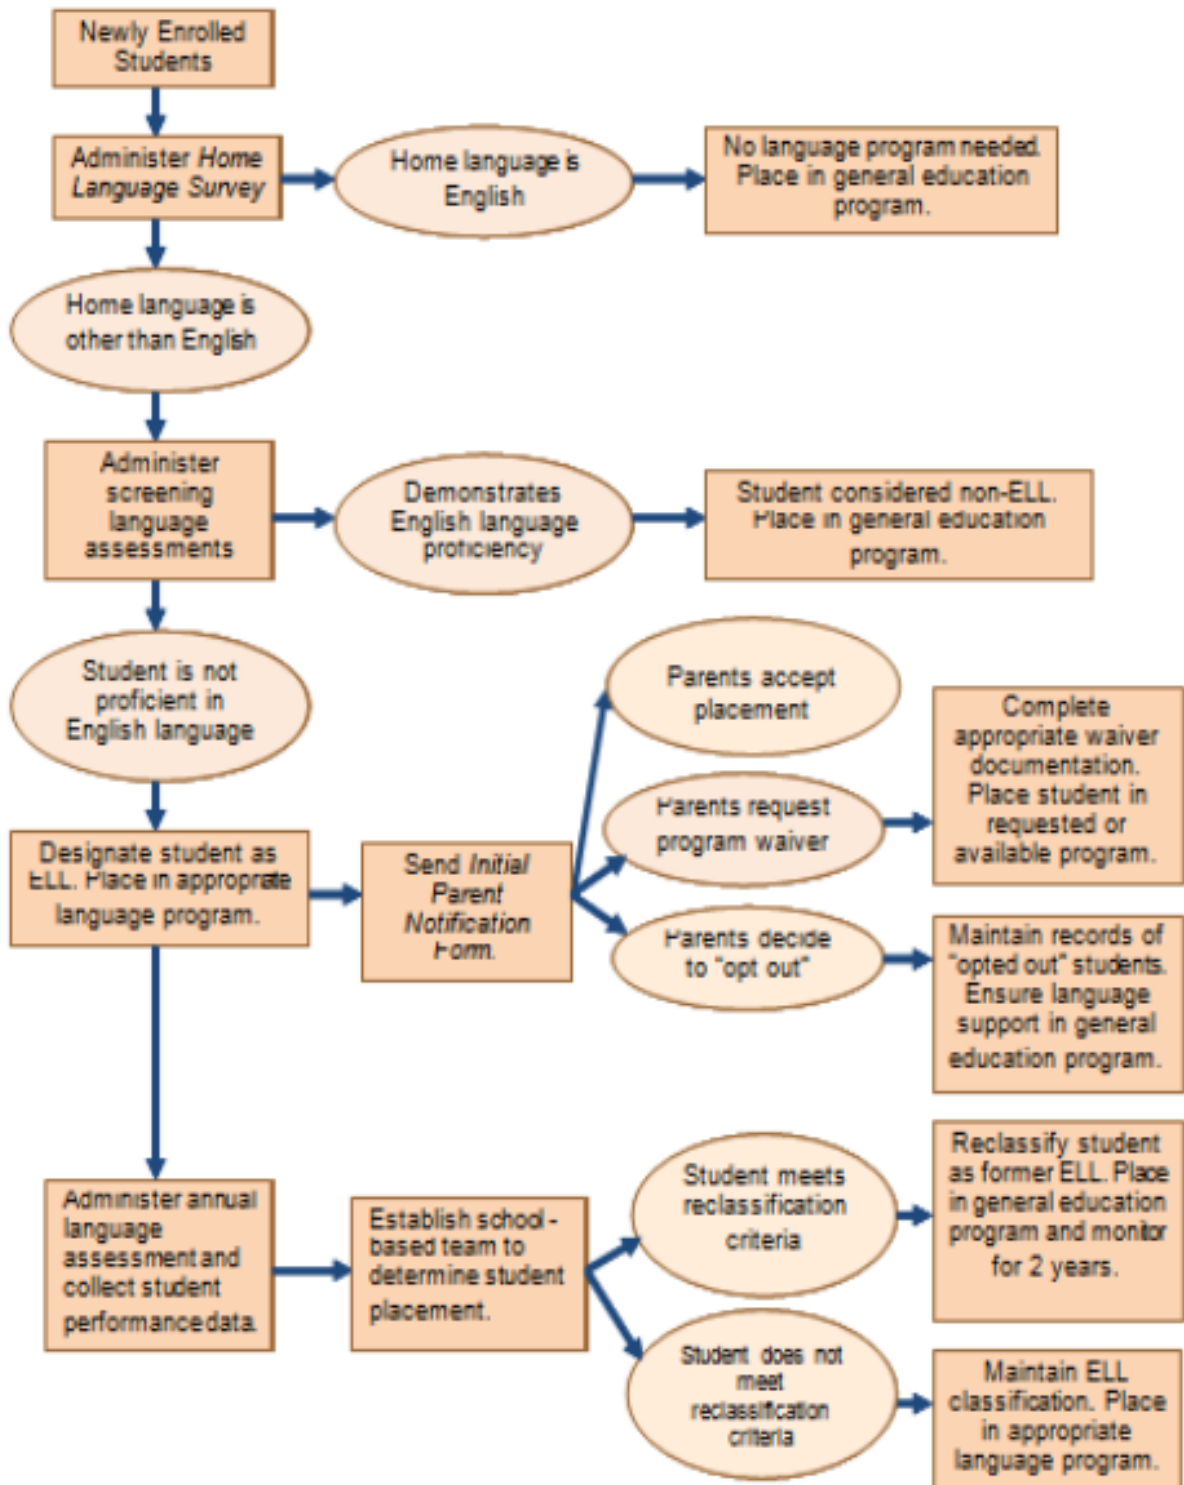 Newly Enrolled
Students
Administer Home
Language Survey
Home language is
English
No language program needed.
Place in general education
program.
Home language is
other than English
Administer
screening
language
assessments
Demonstrates
English language
proficiency
Student considered non-ELL.
Place in general education
program.
Student is not
proficient in
English language
Designate student as
ELL. Place in appropriate
language program.
Send Initial
Parent
Notification
Form.
Parents accept
placement
Parents request
program waiver
Complete
appropriate waiver
documentation.
Place student in
requested or
available program.
Parents decide
to "opt out"
Maintain records of
"opted out" students.
Ensure language
support in general
education program.
Administer annual
language
assessment and
collect student
performance data.
Establish school-
based team to
determine student
placement.
Student meets
reclassification
criteria
Reclassify student
as former ELL. Place
in general education
program and monitor
for 2 years.
Student does not
meet
reclassification
criteria
Maintain ELL
classification. Place
in appropriate
language program.